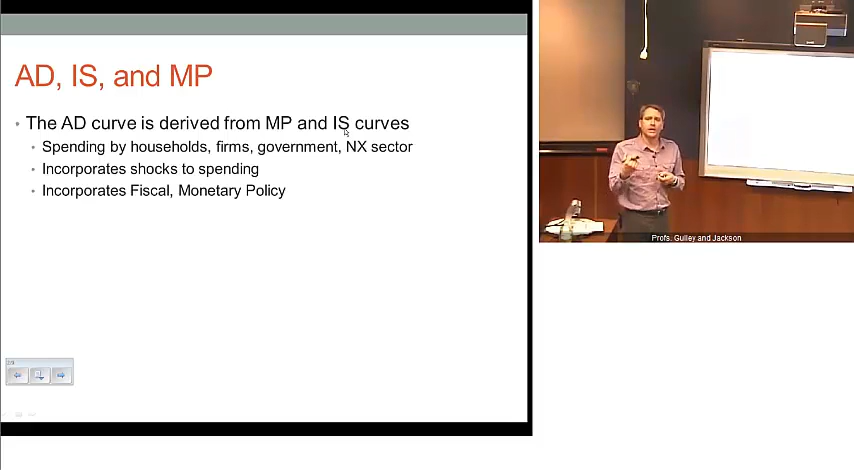 AD, IS, and MP
• The AD curve is derived from MP and IS curves
• Spending by households, firms, government, NX sector
• Incorporates shocks to spending
• Incorporates Fiscal, Monetary Policy
Profs. Gulley and Jackson